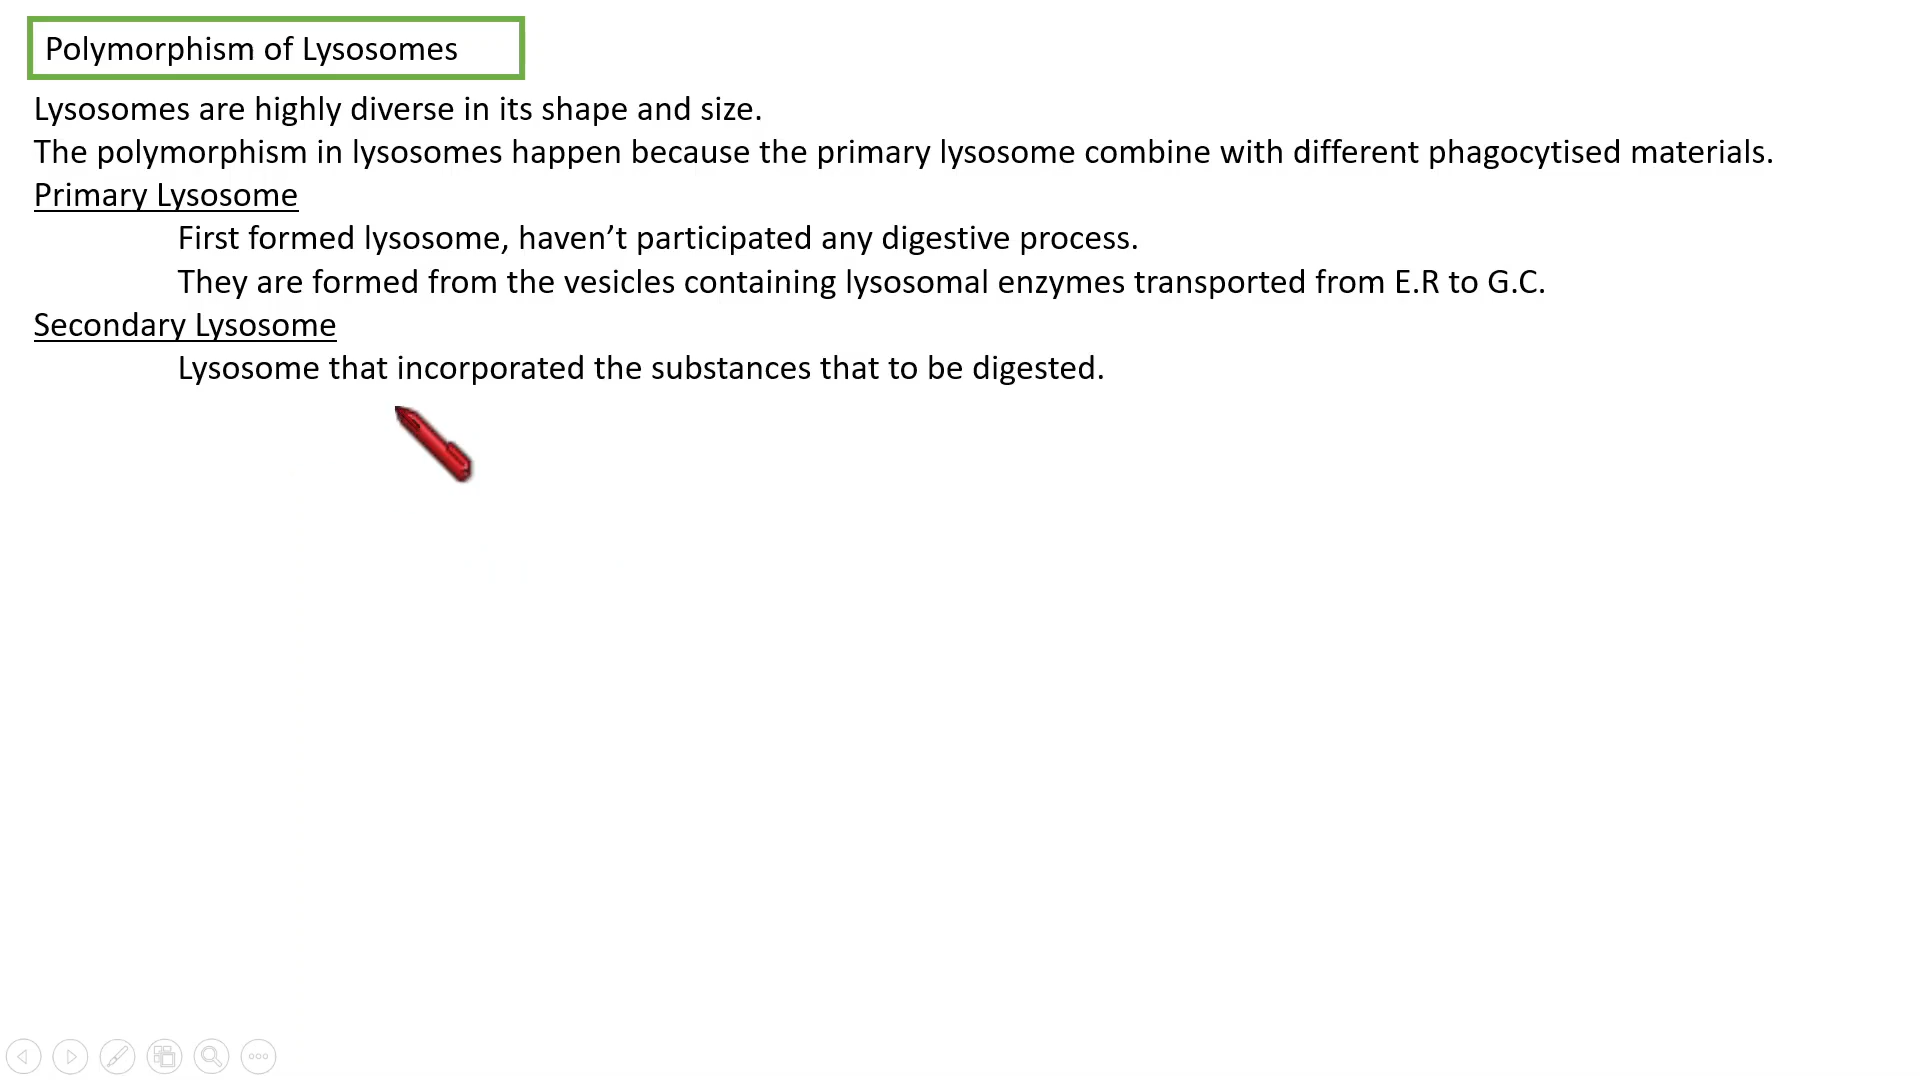 Polymorphism of Lysosomes
Lysosomes are highly diverse in its shape and size.
The polymorphism in lysosomes happen because the primary lysosome combine with different phagocytised materials.
Primary Lysosome
First formed lysosome, haven’t participated any digestive process.
They are formed from the vesicles containing lysosomal enzymes transported from E.R to G.C.
Secondary Lysosome
Lysosome that incorporated the substances that to be digested.